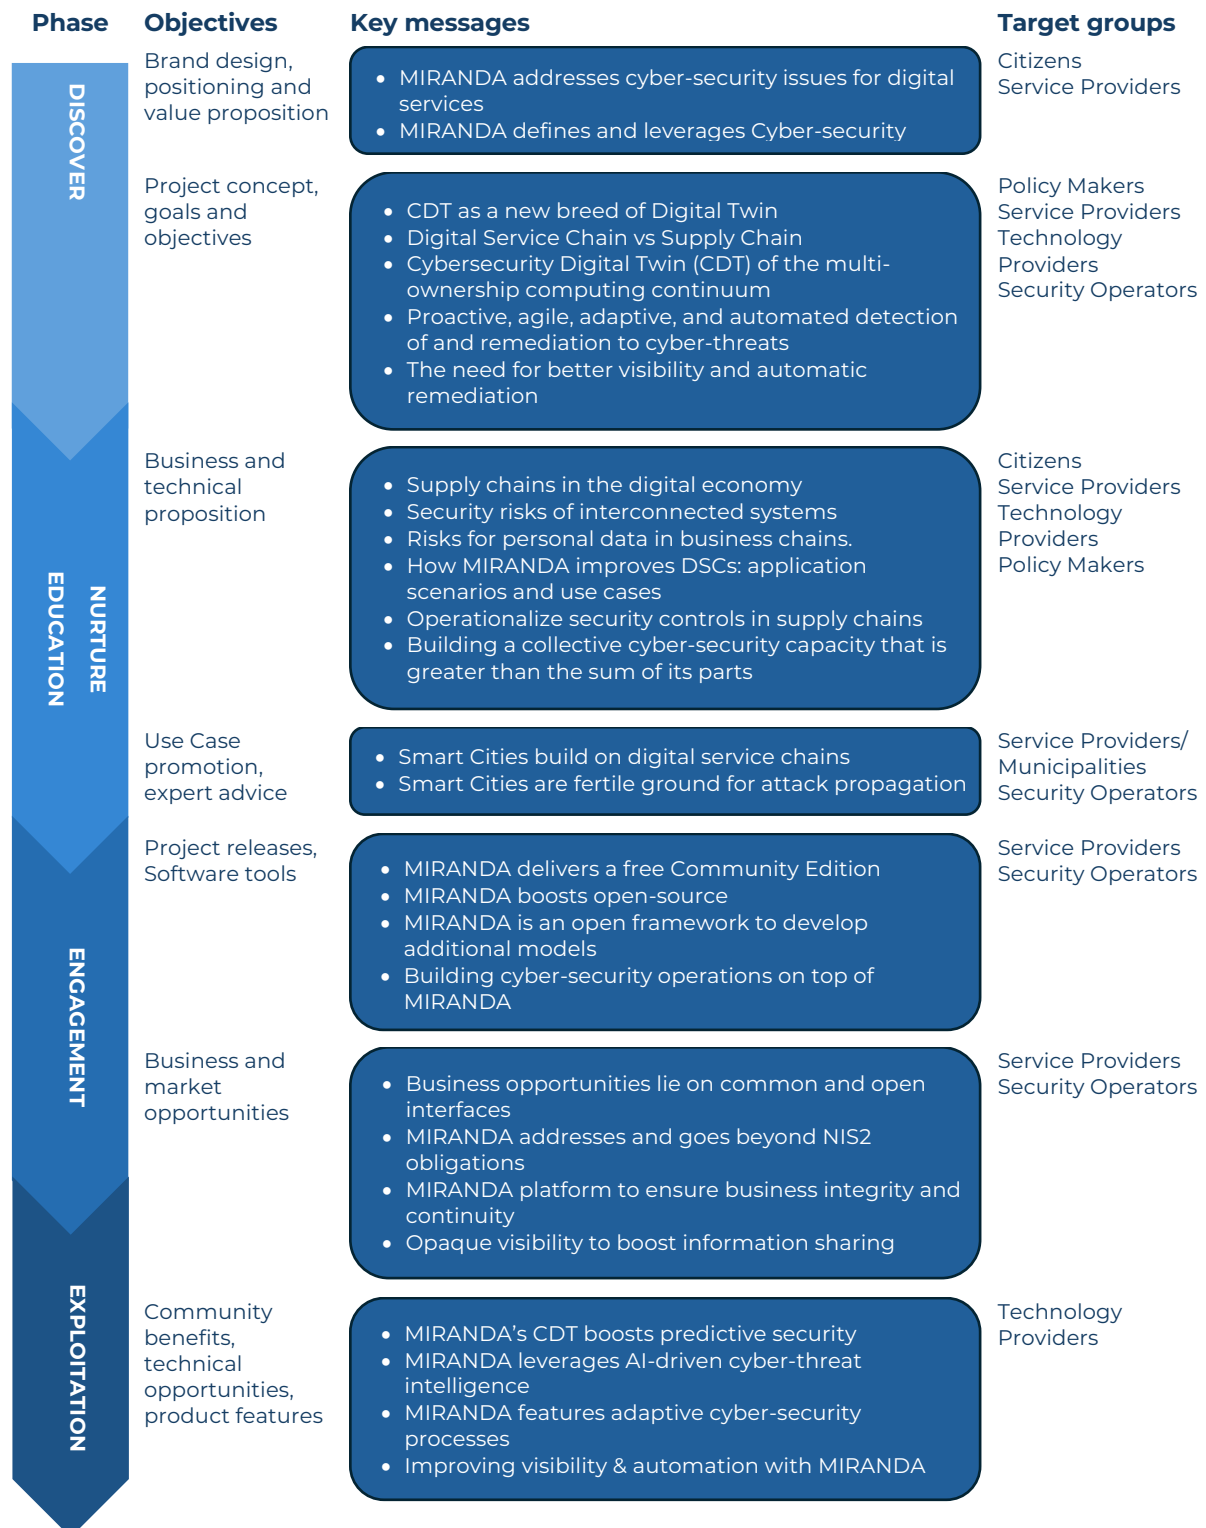 Phase
Objectives
Key messages
Target groups
DISCOVER
Brand design,
positioning and
value proposition
• MIRANDA addresses cyber-security issues for digital
services
• MIRANDA defines and leverages Cyber-security
Citizens
Service Providers
Project concept,
goals and
objectives
• CDT as a new breed of Digital Twin
• Digital Service Chain vs Supply Chain
• Cybersecurity Digital Twin (CDT) of the multi-
ownership computing continuum
• Proactive, agile, adaptive, and automated detection
of and remediation to cyber-threats
• The need for better visibility and automatic
remediation
Policy Makers
Service Providers
Technology
Providers
Security Operators
NURTURE
EDUCATION
Business and
technical
proposition
• Supply chains in the digital economy
• Security risks of interconnected systems
• Risks for personal data in business chains.
• How MIRANDA improves DSCs: application
scenarios and use cases
• Operationalize security controls in supply chains
• Building a collective cyber-security capacity that is
greater than the sum of its parts
Citizens
Service Providers
Technology
Providers
Policy Makers
Use Case
promotion,
expert advice
• Smart Cities build on digital service chains
• Smart Cities are fertile ground for attack propagation
Service Providers/
Municipalities
Security Operators
ENGAGEMENT
Project releases,
Software tools
• MIRANDA delivers a free Community Edition
• MIRANDA boosts open-source
• MIRANDA is an open framework to develop
additional models
• Building cyber-security operations on top of
MIRANDA
Service Providers
Security Operators
Business and
market
opportunities
• Business opportunities lie on common and open
interfaces
• MIRANDA addresses and goes beyond NIS2
obligations
• MIRANDA platform to ensure business integrity and
continuity
• Opaque visibility to boost information sharing
Service Providers
Security Operators
EXPLOITATION
Community
benefits,
technical
opportunities,
product features
• MIRANDA’s CDT boosts predictive security
• MIRANDA leverages AI-driven cyber-threat
intelligence
• MIRANDA features adaptive cyber-security
processes
• Improving visibility & automation with MIRANDA
Technology
Providers